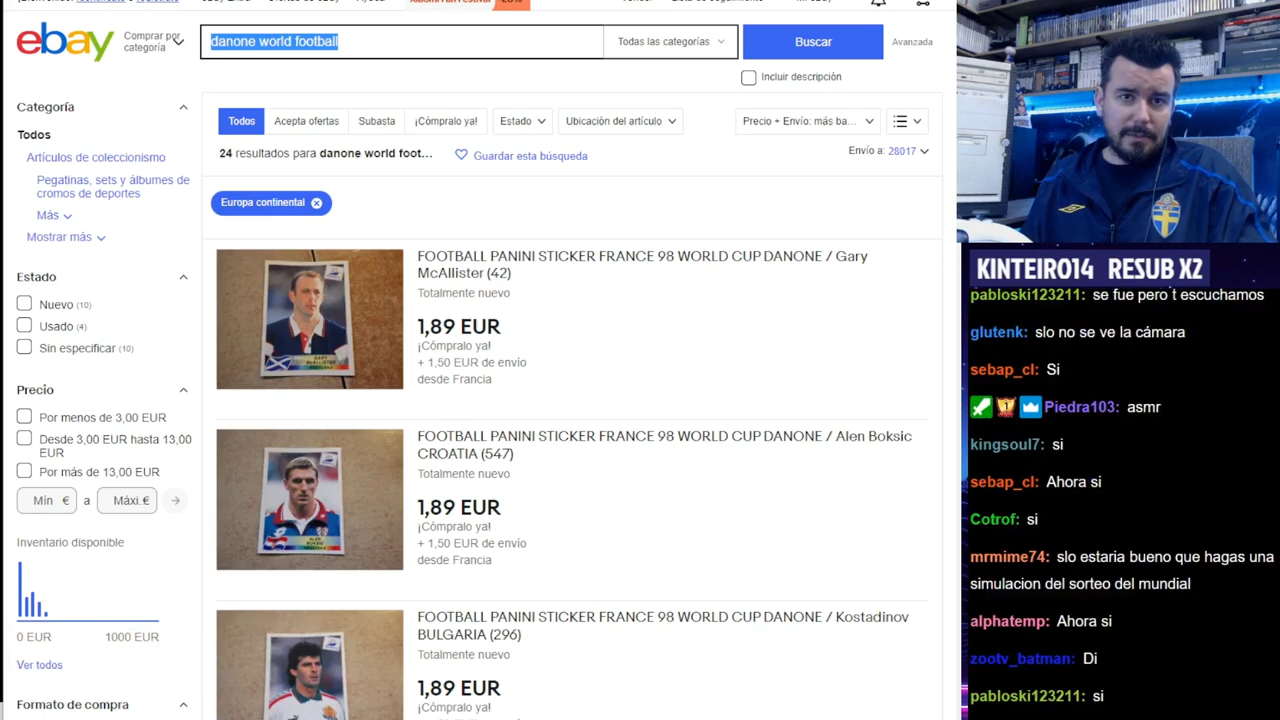 ebay
Comprar por
categoría
danone world football
Todas las categorías
Buscar
Avanzada
Incluir descripción
Categoría
Todos
Artículos de coleccionismo
Pegatinas, sets y álbumes de
cromos de deportes
Más
Mostrar más
Estado
Nuevo (10)
Usado (4)
Sin especificar (10)
Precio
Por menos de 3,00 EUR
Desde 3,00 EUR hasta 13,00
EUR
Por más de 13,00 EUR
Mín € a Máxi.€
Inventario disponible
0 EUR 1000 EUR
Ver todos
Formato de compra
Todos Acepta ofertas Subasta ¡Cómpralo ya! Estado Ubicación del artículo Precio + Envío: más ba...
24 resultados para danone world foot...
Guardar esta búsqueda
Envío a: 28017
Europa continental
FOOTBALL PANINI STICKER FRANCE 98 WORLD CUP DANONE / Gary
McAllister (42)
Totalmente nuevo
1,89 EUR
¡Cómpralo ya!
+ 1,50 EUR de envío
desde Francia
FOOTBALL PANINI STICKER FRANCE 98 WORLD CUP DANONE / Alen Boksic
CROATIA (547)
Totalmente nuevo
1,89 EUR
¡Cómpralo ya!
+ 1,50 EUR de envío
desde Francia
FOOTBALL PANINI STICKER FRANCE 98 WORLD CUP DANONE / Kostadinov
BULGARIA (296)
Totalmente nuevo
1,89 EUR
KINTEIRO14 RESUB X2
pabloski123211: se fue pero t escuchamos
glutenk: slo no se ve la cámara
sebap_cl: Si
Piedra103: asmr
kingsoul7: si
sebap_cl: Ahora si
Cotrof: si
mrmime74: slo estaria bueno que hagas una
simulacion del sorteo del mundial
alphatemp: Ahora si
zootv_batman: Di
pabloski123211: si